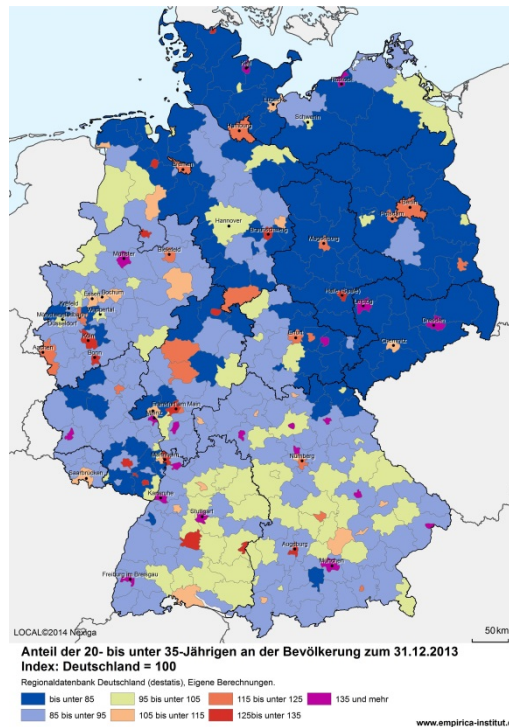 Kiel
Rostock
Schwerin
Hamburg
Bremen
Hannover
Braunschweig
Magdeburg
Potsdam
Berlin
Münster
Bielefeld
Halle (Saale)
Leipzig
Dresden
Essen
Bochum
Krefeld
Wuppertal
Düsseldorf
Köln
Aachen
Bonn
Erfurt
Chemnitz
Frankfurt am Main
Mainz
Mannheim
Saarbrücken
Nürnberg
Karlsruhe
Stuttgart
Augsburg
München
Freiburg im Breisgau
LOCAL©2014 Nexiga
50 km
Anteil der 20- bis unter 35-Jährigen an der Bevölkerung zum 31.12.2013
Index: Deutschland = 100
Regionaldatenbank Deutschland (destatis), Eigene Berechnungen.
bis unter 85 95 bis unter 105 115 bis unter 125 135 und mehr
85 bis unter 95 105 bis unter 115 125bis unter 135
www.empirica-institut.